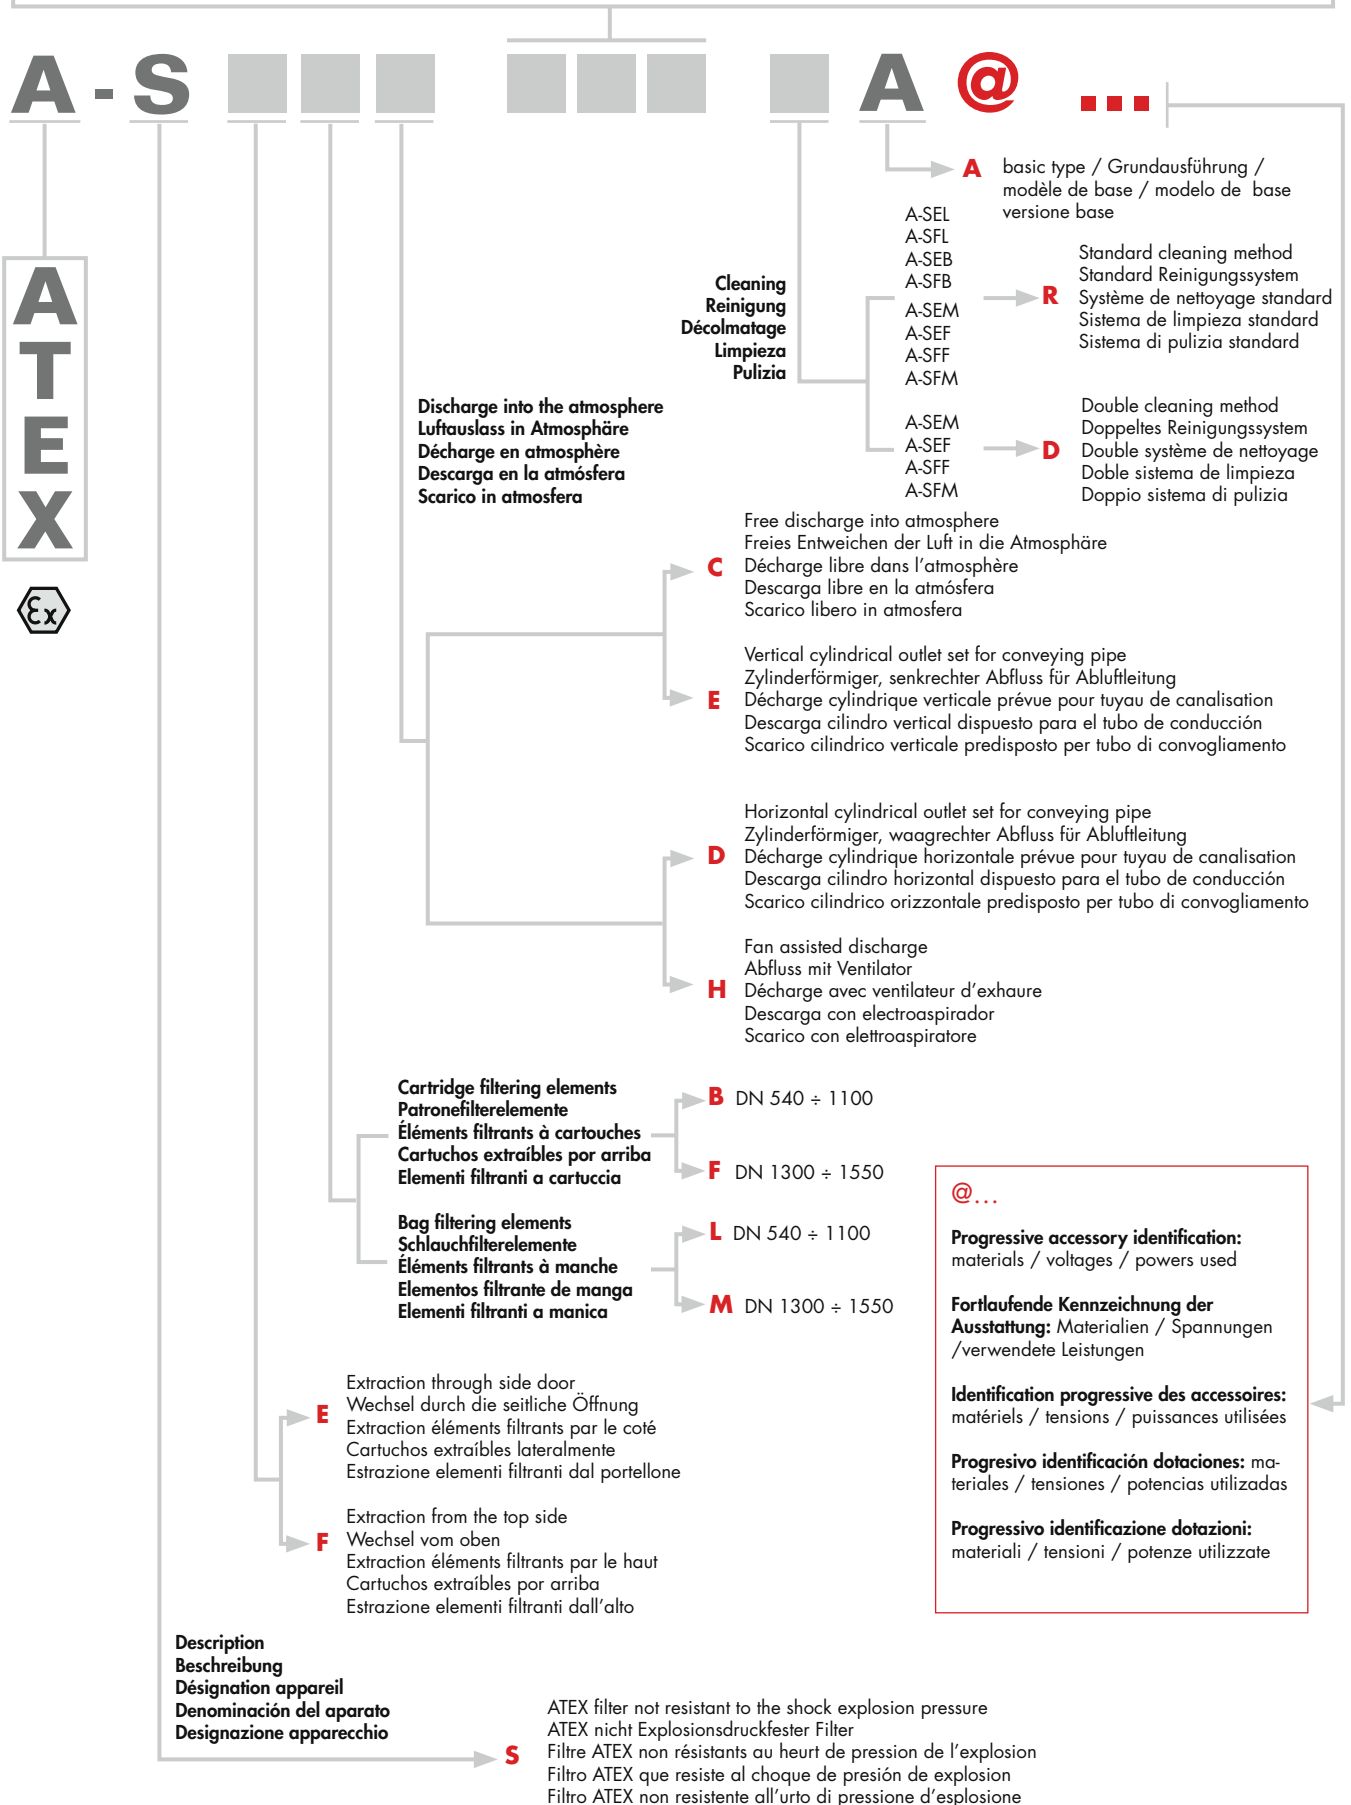 A - S A @ ...
A basic type / Grundausführung /
modèle de base / modelo de base
versione base
ATEX
Ex
Cleaning
Reinigung
Décolmatage
Limpieza
Pulizia
A-SEL
A-SFL
A-SEB
A-SFB
A-SEM
A-SEF
A-SFF
A-SFM
R
Standard cleaning method
Standard Reinigungssystem
Système de nettoyage standard
Sistema de limpieza standard
Sistema di pulizia standard
A-SEM
A-SEF
A-SFF
A-SFM
D
Double cleaning method
Doppeltes Reinigungssystem
Double système de nettoyage
Doble sistema de limpieza
Doppio sistema di pulizia
Discharge into the atmosphere
Luftauslass in Atmosphäre
Décharge en atmosphère
Descarga en la atmósfera
Scarico in atmosfera
C
Free discharge into atmosphere
Freies Entweichen der Luft in die Atmosphäre
Décharge libre dans l'atmosphère
Descarga libre en la atmósfera
Scarico libero in atmosfera
E
Vertical cylindrical outlet set for conveying pipe
Zylinderförmiger, senkrechter Abfluss für Abluftleitung
Décharge cylindrique verticale prévue pour tuyau de canalisation
Descarga cilindro vertical dispuesto para el tubo de conducción
Scarico cilindrico verticale predisposto per tubo di convogliamento
D
Horizontal cylindrical outlet set for conveying pipe
Zylinderförmiger, waagrechter Abfluss für Abluftleitung
Décharge cylindrique horizontale prévue pour tuyau de canalisation
Descarga cilindro horizontal dispuesto para el tubo de conducción
Scarico cilindrico orizzontale predisposto per tubo di convogliamento
H
Fan assisted discharge
Abfluss mit Ventilator
Décharge avec ventilateur d'exhaure
Descarga con electroaspirador
Scarico con elettroaspiratore
Cartridge filtering elements
Patronefilterelemente
Éléments filtrants à cartouches
Cartuchos extraíbles por arriba
Elementi filtranti a cartuccia
B DN 540 ÷ 1100
F DN 1300 ÷ 1550
Bag filtering elements
Schlauchfilterelemente
Éléments filtrants à manche
Elementos filtrante de manga
Elementi filtranti a manica
L DN 540 ÷ 1100
M DN 1300 ÷ 1550
E
Extraction through side door
Wechsel durch die seitliche Öffnung
Extraction éléments filtrants par le coté
Cartuchos extraíbles lateralmente
Estrazione elementi filtranti dal portellone
F
Extraction from the top side
Wechsel vom oben
Extraction éléments filtrants par le haut
Cartuchos extraíbles por arriba
Estrazione elementi filtranti dall'alto
@...
Progressive accessory identification:
materials / voltages / powers used
Fortlaufende Kennzeichnung der
Ausstattung: Materialien / Spannungen
/verwendete Leistungen
Identification progressive des accessoires:
matériels / tensions / puissances utilisées
Progresivo identificación dotaciones: ma-
teriales / tensiones / potencias utilizadas
Progressivo identificazione dotazioni:
materiali / tensioni / potenze utilizzate
Description
Beschreibung
Désignation appareil
Denominación del aparato
Designazione apparecchio
S
ATEX filter not resistant to the shock explosion pressure
ATEX nicht Explosionsdruckfester Filter
Filtre ATEX non résistants au heurt de pression de l'explosion
Filtro ATEX que resiste al choque de presión de explosion
Filtro ATEX non resistente all'urto di pressione d'esplosione